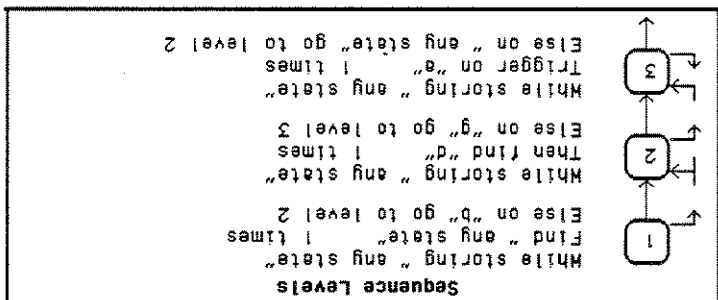 Sequence Levels
While storing " any state"
Find " any state" 1 times
Else on "b" go to level 2
While storing " any state"
Then find "d" 1 times
Else on "g" go to level 3
While storing " any state"
Trigger on "e" 1 times
Else on " any state" go to level 2
1
2
3